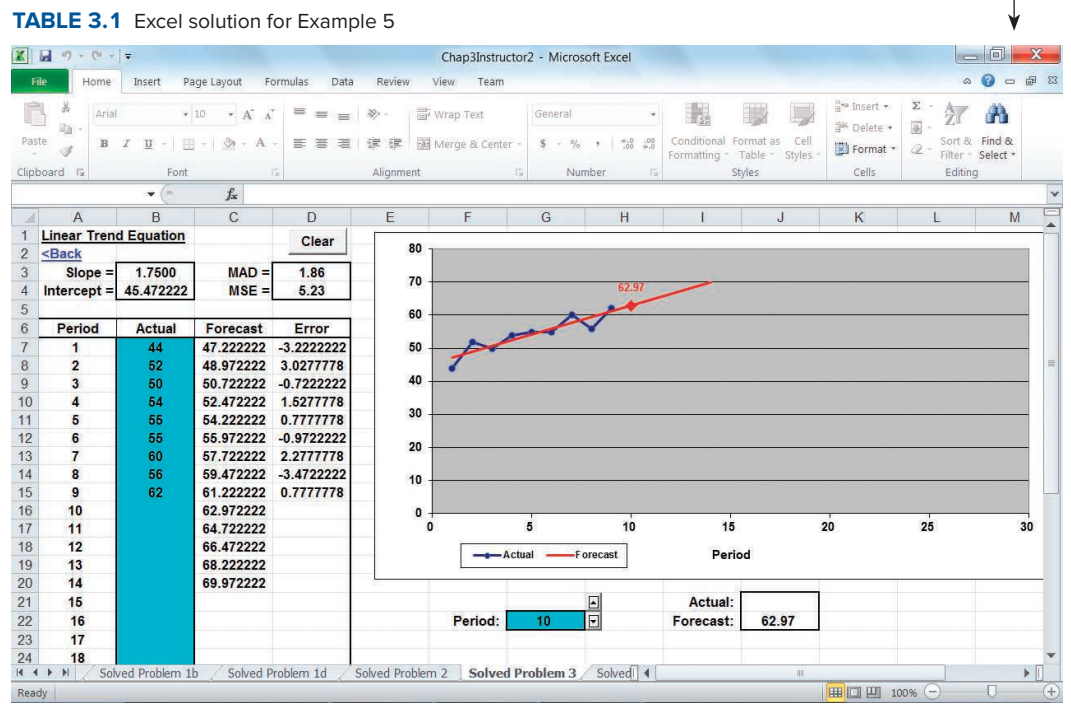 TABLE 3.1 Excel solution for Example 5
Chap3Instructor2 - Microsoft Excel
File Home Insert Page Layout Formulas Data Review View Team
Paste
Arial 10
B I U
Wrap Text
Merge & Center
General
$ % ,
Conditional Formatting
Format as Table
Cell Styles
Insert
Delete
Format
Sort & Filter
Find & Select
Clipboard Font Alignment Number Styles Cells Editing
fx
A B C D E F G H I J K L M
1 Linear Trend Equation Clear
2 <Back
3 Slope = 1.7500 MAD = 1.86
4 Intercept = 45.472222 MSE = 5.23
5
6 Period Actual Forecast Error
7 1 44 47.222222 -3.2222222
8 2 52 48.972222 3.0277778
9 3 50 50.722222 -0.7222222
10 4 54 52.472222 1.5277778
11 5 55 54.222222 0.7777778
12 6 55 55.972222 -0.9722222
13 7 60 57.722222 2.2777778
14 8 56 59.472222 -3.4722222
15 9 62 61.222222 0.7777778
16 10 62.972222
17 11 64.722222
18 12 66.472222
19 13 68.222222
20 14 69.972222
21 15
22 16
23 17
24 18
80
70
60
50
40
30
20
10
0
62.97
0 5 10 15 20 25 30
Actual Forecast
Period
Actual:
Period: 10 Forecast: 62.97
Solved Problem 1b Solved Problem 1d Solved Problem 2 Solved Problem 3 Solved
Ready 100%